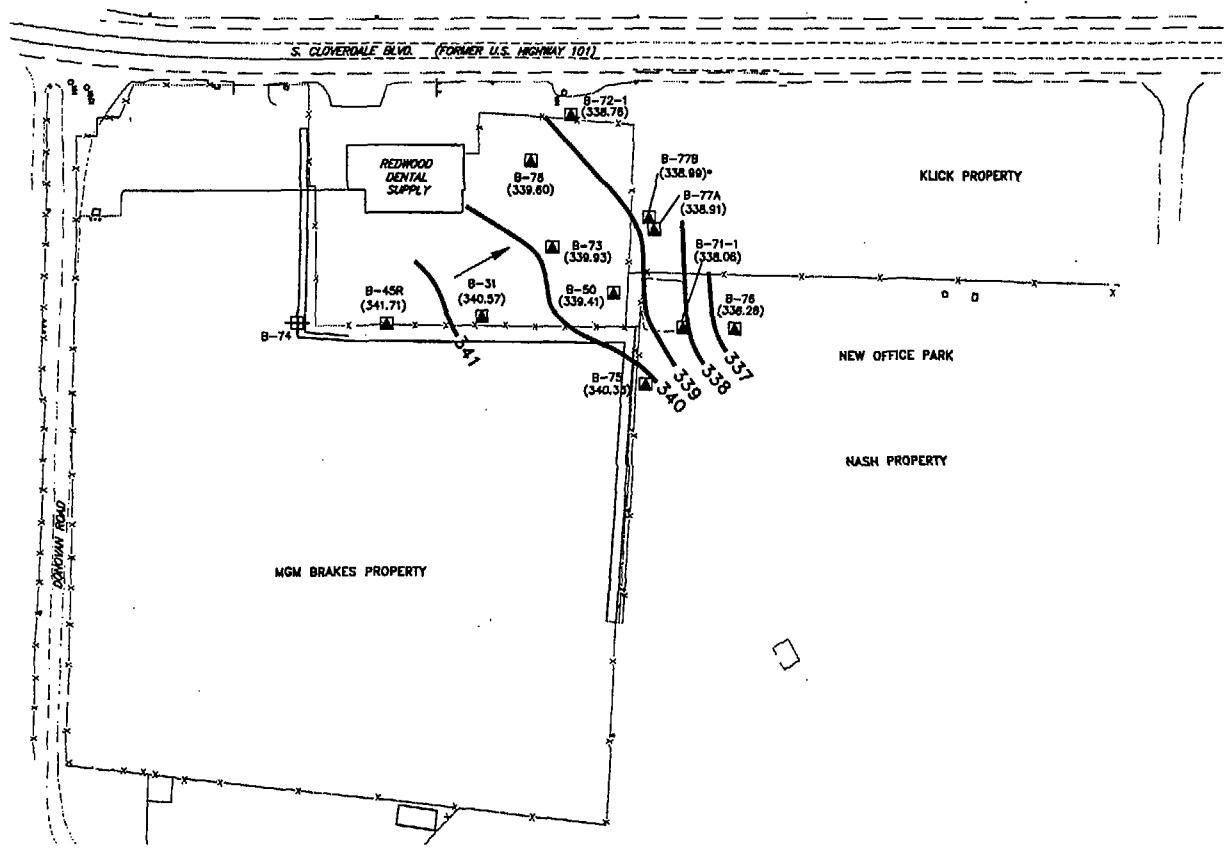 S. CLOVERDALE BLVD. (FORMER U.S. HIGHWAY 101)
B-72-1
(338.76)
REDWOOD
DENTAL
SUPPLY
B-78
(339.60)
B-77B
(338.99)*
B-77A
(338.91)
KLICK PROPERTY
B-73
(339.93)
B-71-1
(338.06)
B-45R
(341.71)
B-31
(340.57)
B-50
(339.41)
B-76
(336.28)
B-74
341
NEW OFFICE PARK
B-75
340
339
338
337
NASH PROPERTY
DONOVAN ROAD
MGM BRAKES PROPERTY